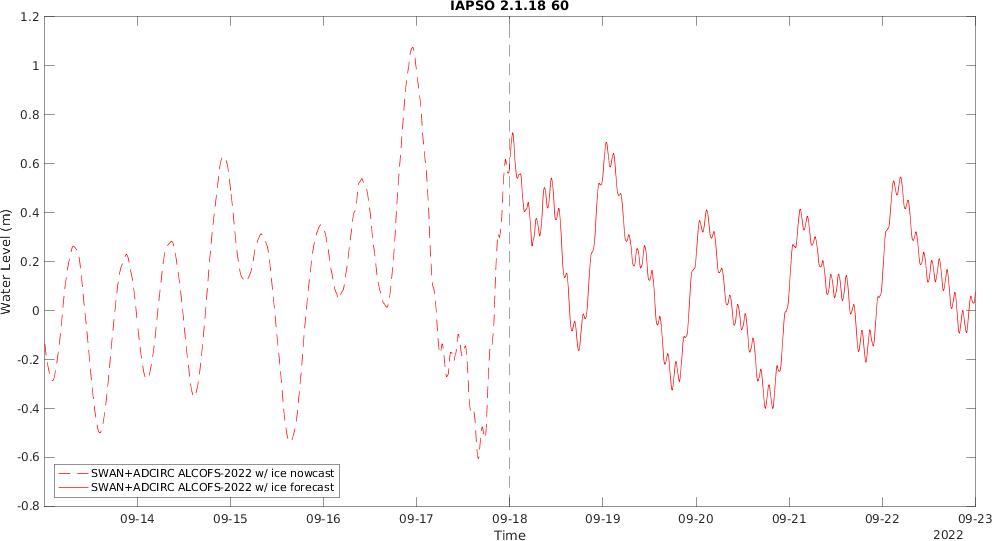 IAPSO 2.1.18 60
1.2
1
0.8
0.6
0.4
0.2
0
-0.2
-0.4
-0.6
-0.8
Water Level (m)
SWAN+ADCIRC ALCOFS-2022 w/ ice nowcast
SWAN+ADCIRC ALCOFS-2022 w/ ice forecast
09-14 09-15 09-16 09-17 09-18 09-19 09-20 09-21 09-22 09-23
Time
2022